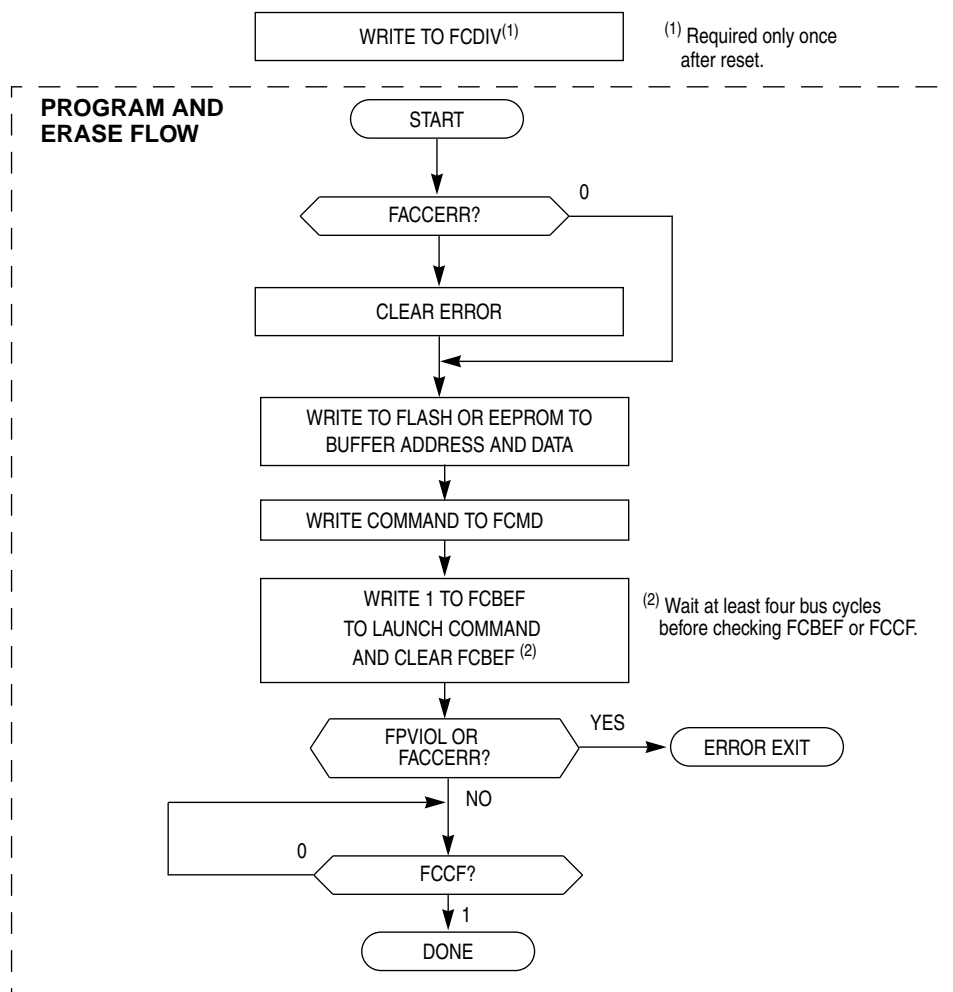 WRITE TO FCDIV(1)
(1) Required only once
after reset.
PROGRAM AND
ERASE FLOW
START
0
FACCERR?
CLEAR ERROR
WRITE TO FLASH OR EEPROM TO
BUFFER ADDRESS AND DATA
WRITE COMMAND TO FCMD
WRITE 1 TO FCBEF
TO LAUNCH COMMAND
AND CLEAR FCBEF (2)
(2) Wait at least four bus cycles
before checking FCBEF or FCCF.
FPVIOL OR
FACCERR?
YES
ERROR EXIT
NO
0
FCCF?
1
DONE